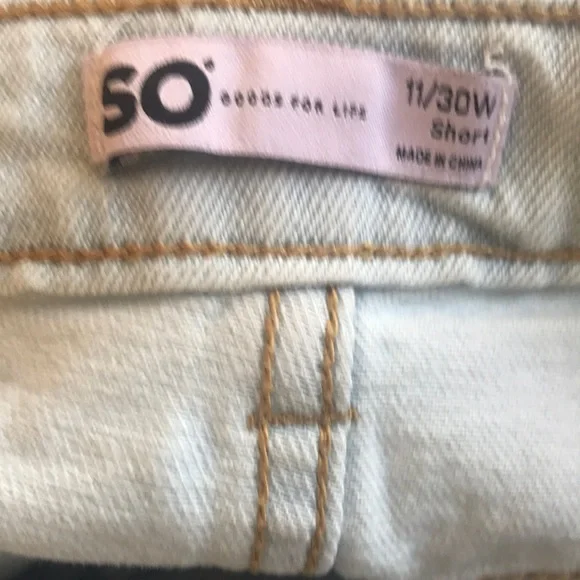 SO® GOODS FOR LIFE
11/30W
Short
MADE IN CHINA